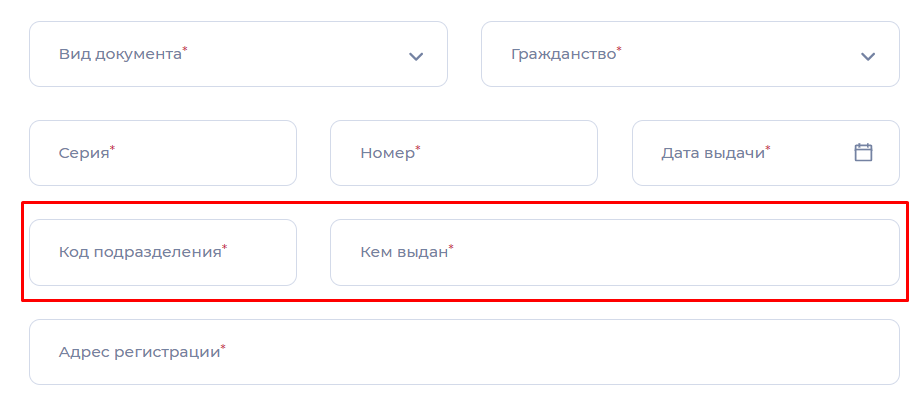 Вид документа* Гражданство*
Серия* Номер* Дата выдачи*
Код подразделения* Кем выдан*
Адрес регистрации*